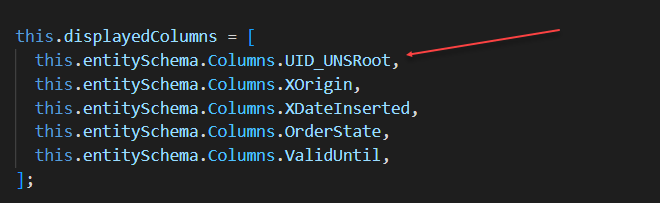 this.displayedColumns = [
this.entitySchema.Columns.UID_UNSRoot,
this.entitySchema.Columns.XOrigin,
this.entitySchema.Columns.XDateInserted,
this.entitySchema.Columns.OrderState,
this.entitySchema.Columns.ValidUntil,
];